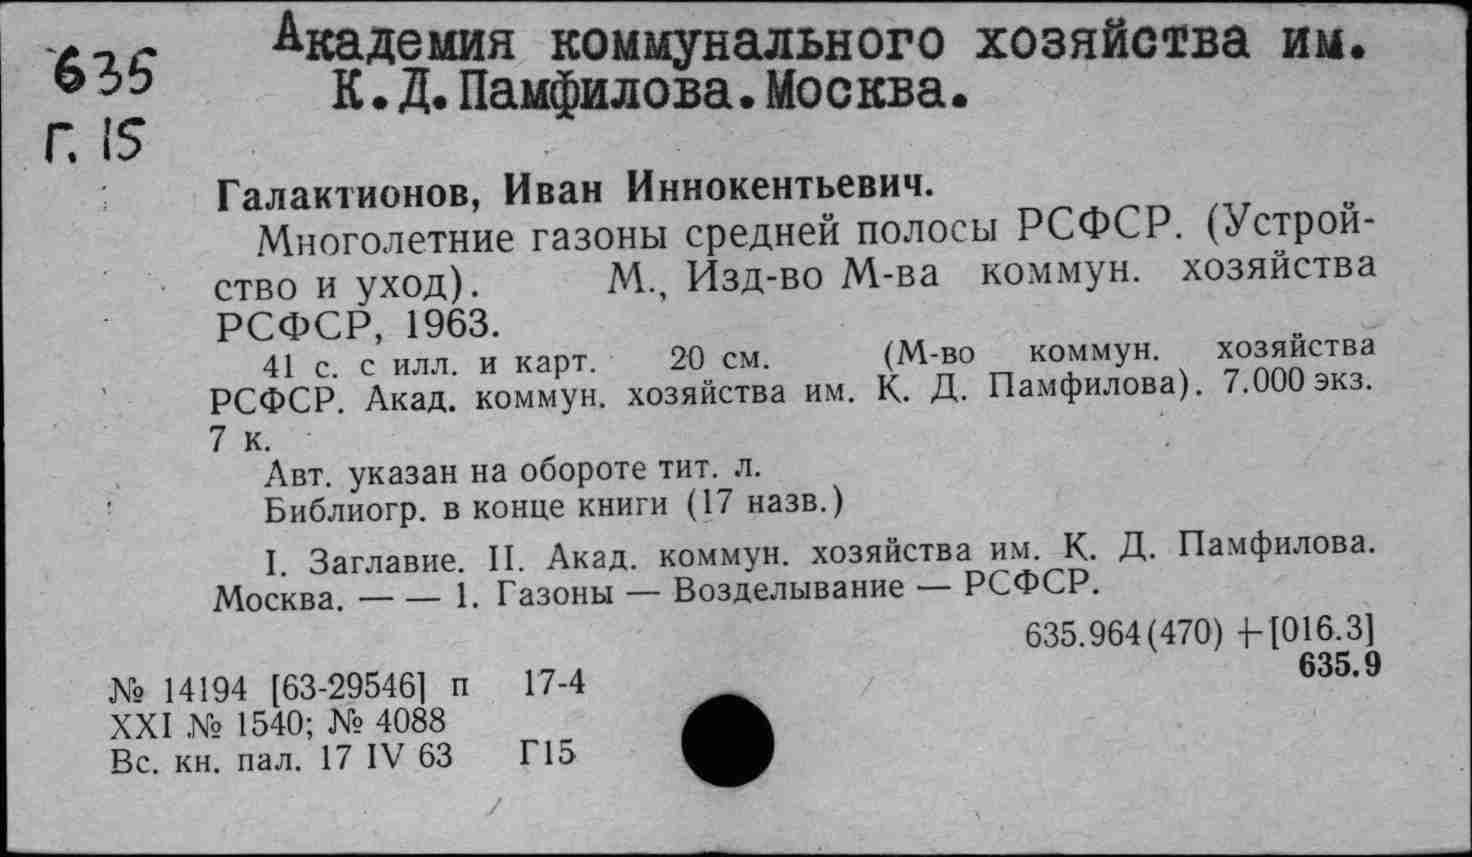 635
Г. 15
Академия коммунального хозяйства им.
К.Д.Памфилова.Москва.
Галактионов, Иван Иннокентьевич.
Многолетние газоны средней полосы РСФСР. (Устрой-
ство и уход). М., Изд-во М-ва коммун. хозяйства
РСФСР, 1963.
41 с. с илл. и карт. 20 см. (М-во коммун. хозяйства
РСФСР. Акад. коммун. хозяйства им. К. Д. Памфилова). 7.000 экз.
7 к.
Авт. указан на обороте тит. л.
Библиогр. в конце книги (17 назв.)
I. Заглавие. II. Акад. коммун. хозяйства им. К. Д. Памфилова.
Москва. — — 1. Газоны — Возделывание — РСФСР.
635.964(470) + [016.3]
635.9
№ 14194 [63-29546] п 17-4
XXI № 1540; № 4088
Вс. кн. пал. 17 IV 63 Г15